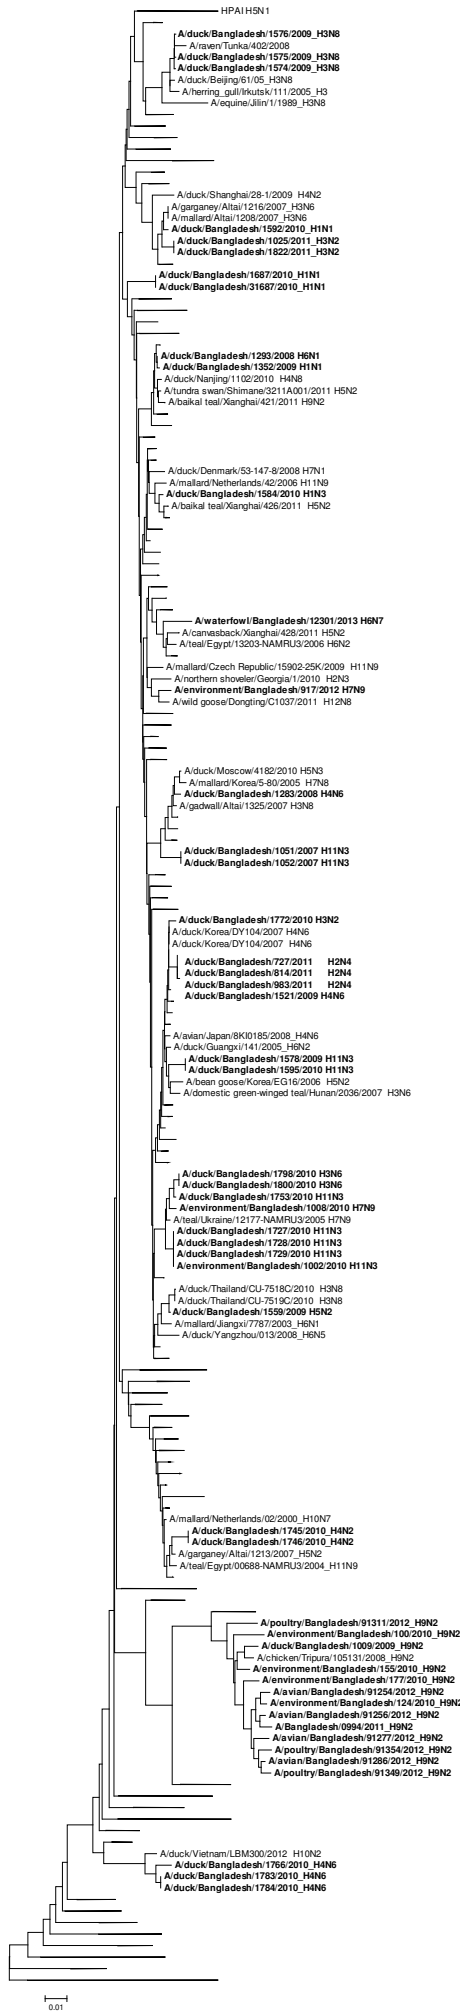 HPAI H5N1
A/duck/Bangladesh/1576/2009_H3N8
A/raven/Tunka/402/2008
A/duck/Bangladesh/1575/2009_H3N8
A/duck/Bangladesh/1574/2009_H3N8
A/duck/Beijing/61/05_H3N8
A/herring_gull/Irkutsk/111/2005_H3
A/equine/Jilin/1/1989_H3N8
A/duck/Shanghai/28-1/2009_H4N2
A/garganey/Altai/1216/2007_H3N6
A/mallard/Altai/1208/2007_H3N6
A/duck/Bangladesh/1592/2010_H1N1
A/duck/Bangladesh/1025/2011_H3N2
A/duck/Bangladesh/1822/2011_H3N2
A/duck/Bangladesh/1687/2010_H1N1
A/duck/Bangladesh/31687/2010_H1N1
A/duck/Bangladesh/1293/2008 H6N1
A/duck/Bangladesh/1352/2009 H1N1
A/duck/Nanjing/1102/2010 H4N8
A/tundra swan/Shimane/3211A001/2011 H5N2
A/baikal teal/Xianghai/421/2011 H9N2
A/duck/Denmark/53-147-8/2008 H7N1
A/mallard/Netherlands/42/2006 H11N9
A/duck/Bangladesh/1584/2010 H1N3
A/baikal teal/Xianghai/426/2011 H5N2
A/waterfowl/Bangladesh/12301/2013 H6N7
A/canvasback/Xianghai/428/2011 H5N2
A/teal/Egypt/13203-NAMRU3/2006 H6N2
A/mallard/Czech Republic/15902-25K/2009 H11N9
A/northern shoveler/Georgia/1/2010 H2N3
A/environment/Bangladesh/917/2012 H7N9
A/wild goose/Dongting/C1037/2011 H12N8
A/duck/Moscow/4182/2010 H5N3
A/mallard/Korea/5-80/2005 H7N8
A/duck/Bangladesh/1283/2008 H4N6
A/gadwall/Altai/1325/2007 H3N8
A/duck/Bangladesh/1051/2007 H11N3
A/duck/Bangladesh/1052/2007 H11N3
A/duck/Bangladesh/1772/2010 H3N2
A/duck/Korea/DY104/2007 H4N6
A/duck/Korea/DY104/2007 H4N6
A/duck/Bangladesh/727/2011 H2N4
A/duck/Bangladesh/814/2011 H2N4
A/duck/Bangladesh/983/2011 H2N4
A/duck/Bangladesh/1521/2009 H4N6
A/avian/Japan/8KI0185/2008_H4N6
A/duck/Guangxi/141/2005_H6N2
A/duck/Bangladesh/1578/2009 H11N3
A/duck/Bangladesh/1595/2010 H11N3
A/bean goose/Korea/EG16/2006 H5N2
A/domestic green-winged teal/Hunan/2036/2007 H3N6
A/duck/Bangladesh/1798/2010 H3N6
A/duck/Bangladesh/1800/2010 H3N6
A/duck/Bangladesh/1753/2010 H11N3
A/environment/Bangladesh/1008/2010 H7N9
A/teal/Ukraine/12177-NAMRU3/2005 H7N9
A/duck/Bangladesh/1727/2010 H11N3
A/duck/Bangladesh/1728/2010 H11N3
A/duck/Bangladesh/1729/2010 H11N3
A/environment/Bangladesh/1002/2010 H11N3
A/duck/Thailand/CU-7518C/2010 H3N8
A/duck/Thailand/CU-7519C/2010 H3N8
A/duck/Bangladesh/1559/2009 H5N2
A/mallard/Jiangxi/7787/2003_H6N1
A/duck/Yangzhou/013/2008_H6N5
A/mallard/Netherlands/02/2000_H10N7
A/duck/Bangladesh/1745/2010_H4N2
A/duck/Bangladesh/1746/2010_H4N2
A/garganey/Altai/1213/2007_H5N2
A/teal/Egypt/00688-NAMRU3/2004_H11N9
A/poultry/Bangladesh/91311/2012_H9N2
A/environment/Bangladesh/100/2010_H9N2
A/duck/Bangladesh/1009/2009_H9N2
A/chicken/Tripura/105131/2008_H9N2
A/environment/Bangladesh/155/2010_H9N2
A/environment/Bangladesh/177/2010_H9N2
A/avian/Bangladesh/91254/2012_H9N2
A/environment/Bangladesh/124/2010_H9N2
A/avian/Bangladesh/91256/2012_H9N2
A/Bangladesh/0994/2011_H9N2
A/avian/Bangladesh/91277/2012_H9N2
A/poultry/Bangladesh/91354/2012_H9N2
A/avian/Bangladesh/91286/2012_H9N2
A/poultry/Bangladesh/91349/2012_H9N2
A/duck/Vietnam/LBM300/2012 H10N2
A/duck/Bangladesh/1766/2010_H4N6
A/duck/Bangladesh/1783/2010_H4N6
A/duck/Bangladesh/1784/2010_H4N6
0.01